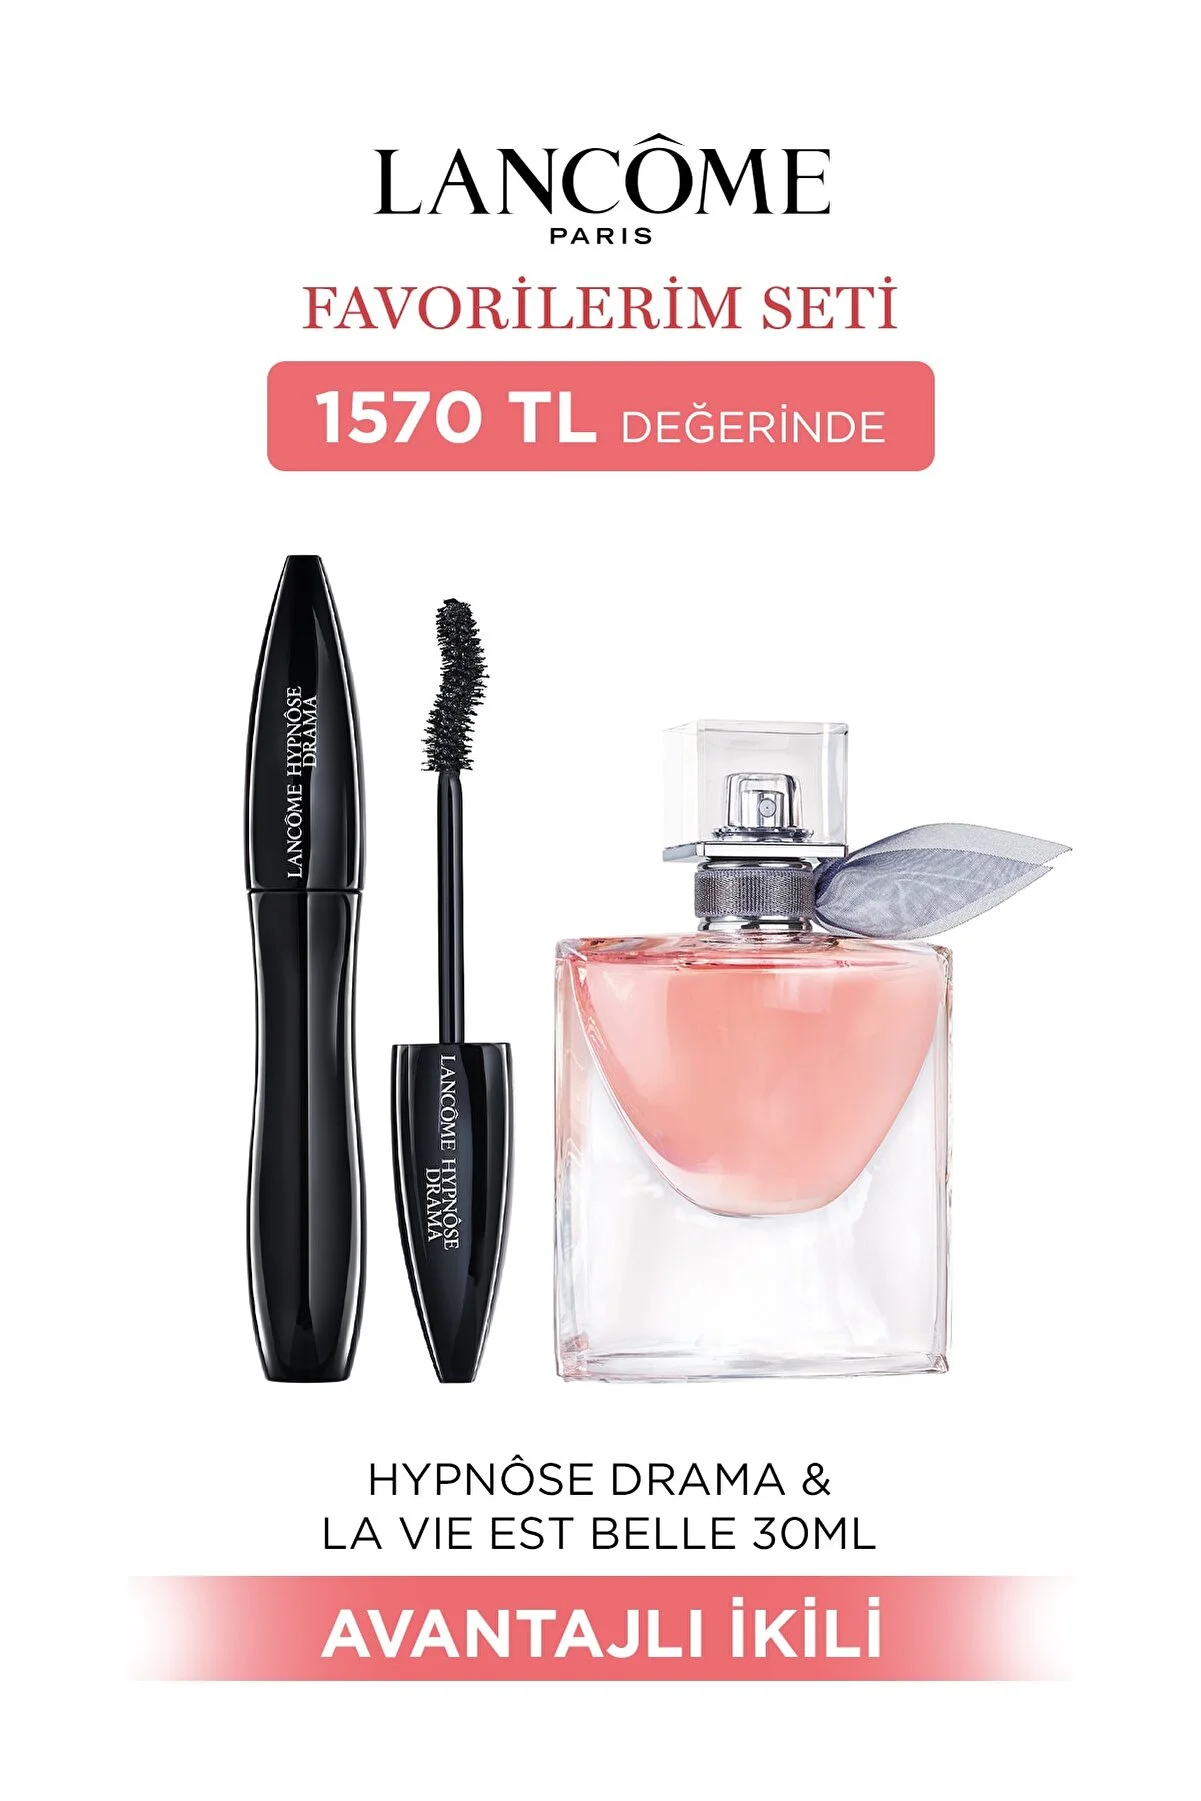 LANCÔME
PARIS
FAVORİLERİM SETİ
1570 TL DEĞERİNDE
LANCÔME HYPNÔSE
DRAMA
LANCÔME HYPNÔSE
DRAMA
HYPNÔSE DRAMA &
LA VIE EST BELLE 30ML
AVANTAJLI İKİLİ